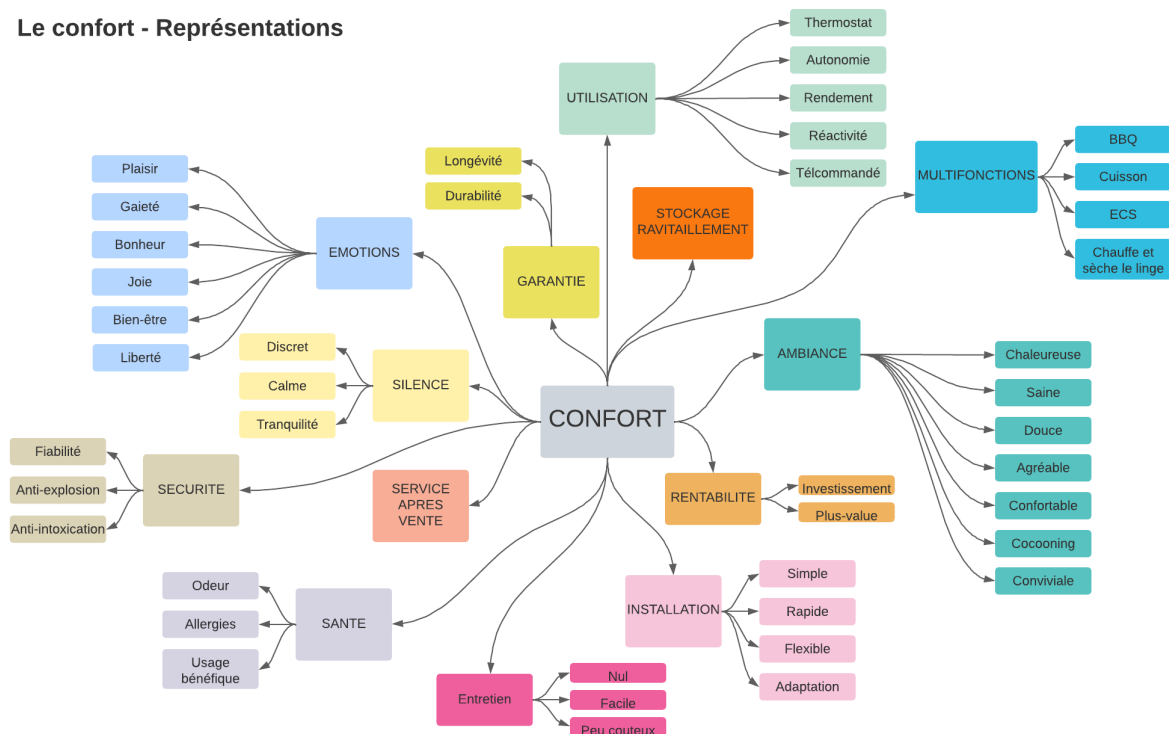 Le confort - Représentations
Thermostat
Autonomie
UTILISATION
Rendement
Réactivité
Télcommandé
BBQ
Cuisson
MULTIFONCTIONS
ECS
Chauffe et
sèche le linge
Longévité
Durabilité
GARANTIE
STOCKAGE
RAVITAILLEMENT
Plaisir
Gaieté
Bonheur
EMOTIONS
Joie
Bien-être
Liberté
Discret
Calme
SILENCE
Tranquilité
AMBIANCE
Chaleureuse
Saine
Douce
Agréable
Confortable
Cocooning
Conviviale
CONFORT
Fiabilité
Anti-explosion
SECURITE
Anti-intoxication
SERVICE
APRES
VENTE
RENTABILITE
Investissement
Plus-value
Odeur
Allergies
SANTE
Usage
bénéfique
INSTALLATION
Simple
Rapide
Flexible
Adaptation
Entretien
Nul
Facile
Peu couteux